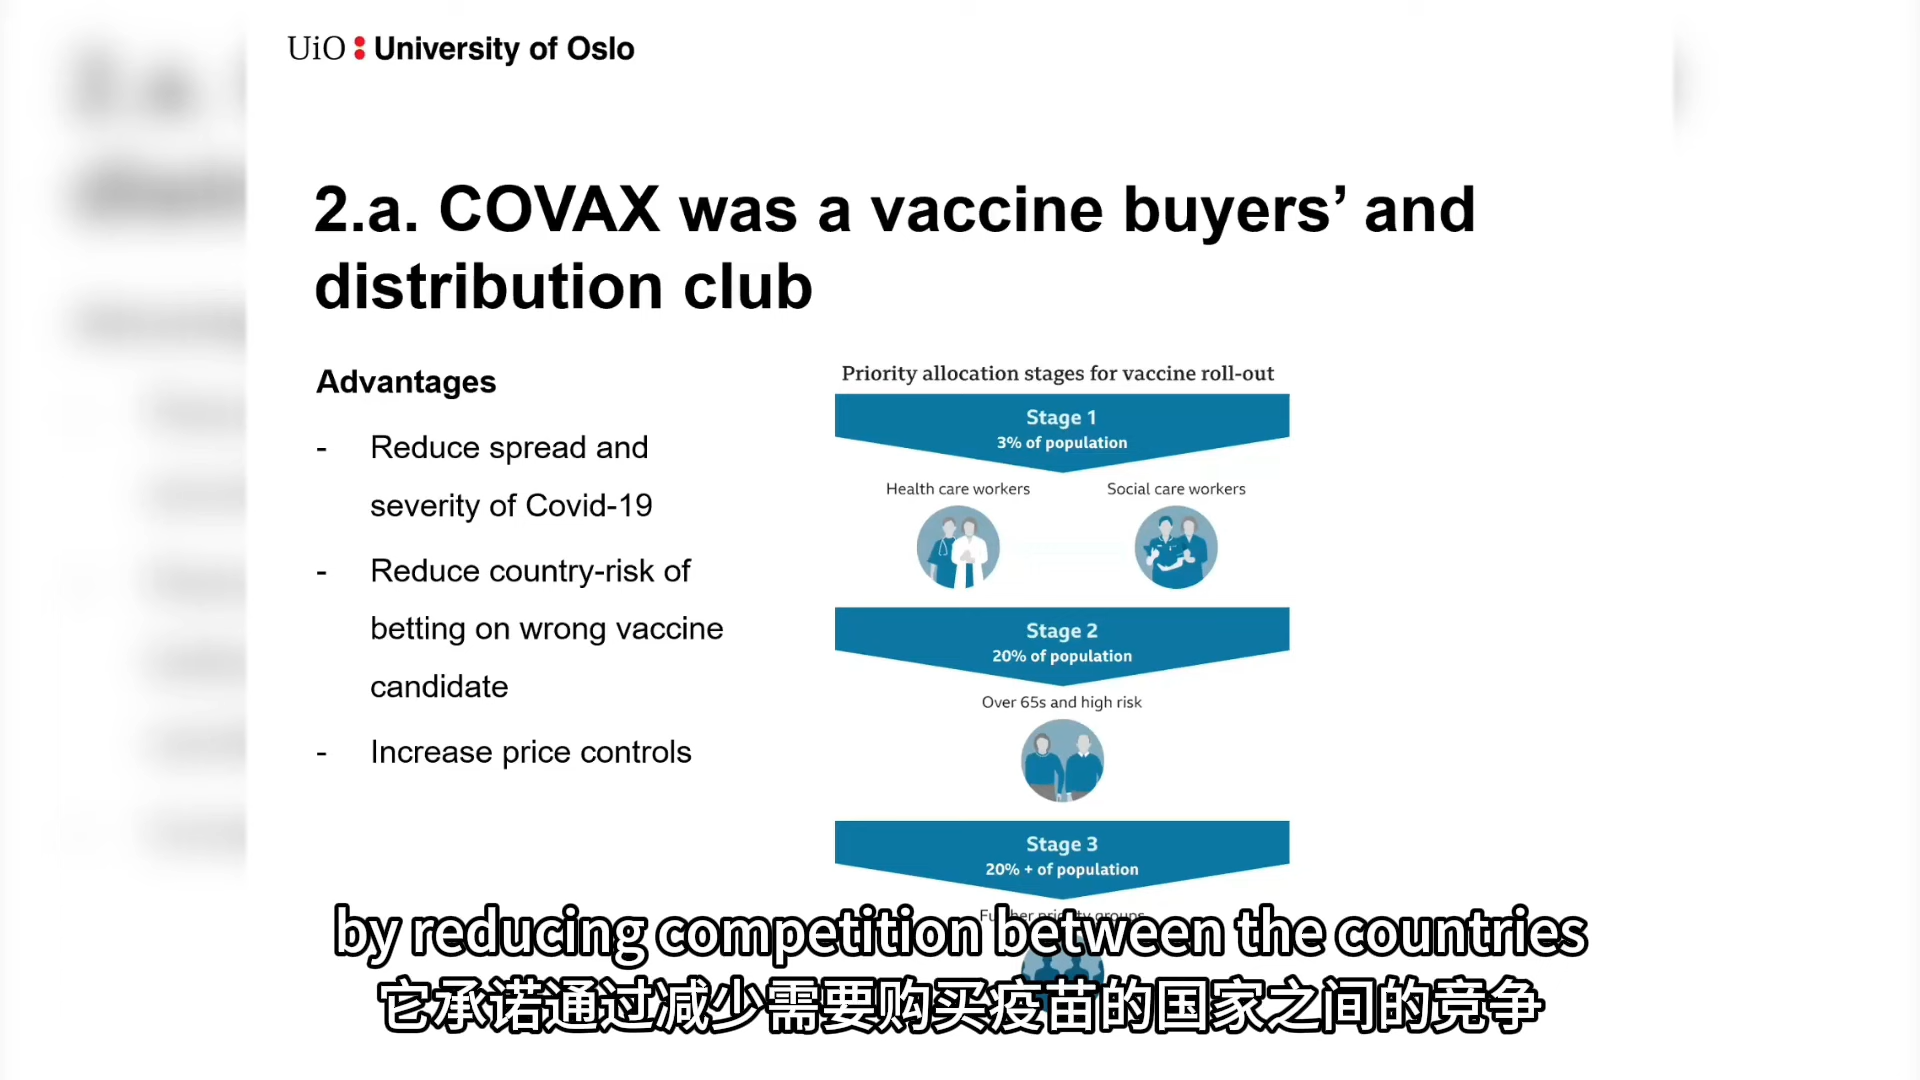 UiO : University of Oslo
2.a. COVAX was a vaccine buyers’ and
distribution club
Advantages
- Reduce spread and
severity of Covid-19
- Reduce country-risk of
betting on wrong vaccine
candidate
- Increase price controls
Priority allocation stages for vaccine roll-out
Stage 1
3% of population
Health care workers
Social care workers
Stage 2
20% of population
Over 65s and high risk
Stage 3
20% + of population
Further priority groups
by reducing competition between the countries
它承诺通过减少需要购买疫苗的国家之间的竞争